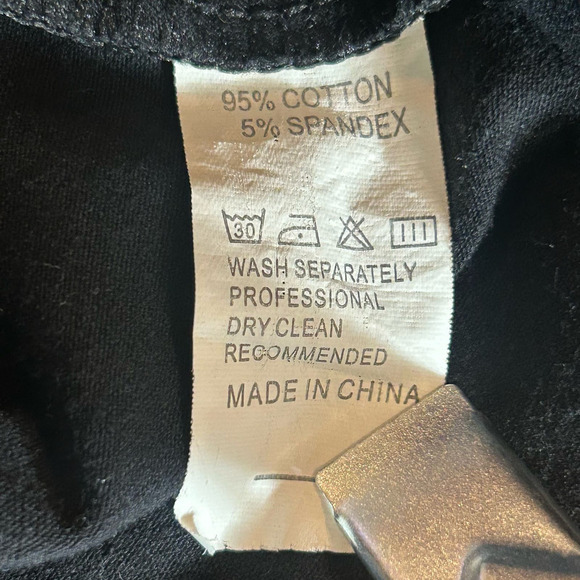 95% COTTON
5% SPANDEX
30
WASH SEPARATELY
PROFESSIONAL
DRY CLEAN
RECOMMENDED
MADE IN CHINA